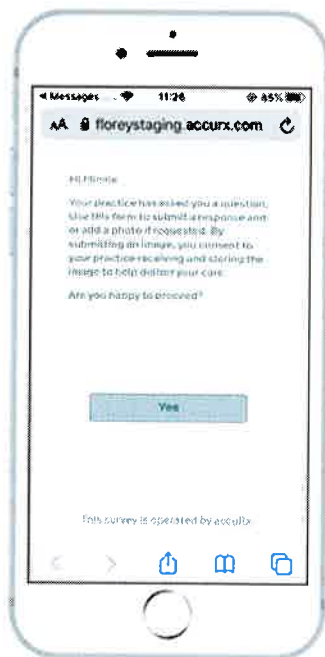 Messages 11:26 85%
AA floreystaging.accurx.com
Hi
Your practice has asked you a question.
Use this form to submit a response and
or add a photo if requested. By
submitting an image, you consent to
your practice receiving and storing the
image to help deliver your care.
Are you happy to proceed?
Yes
This survey is operated by accuRx